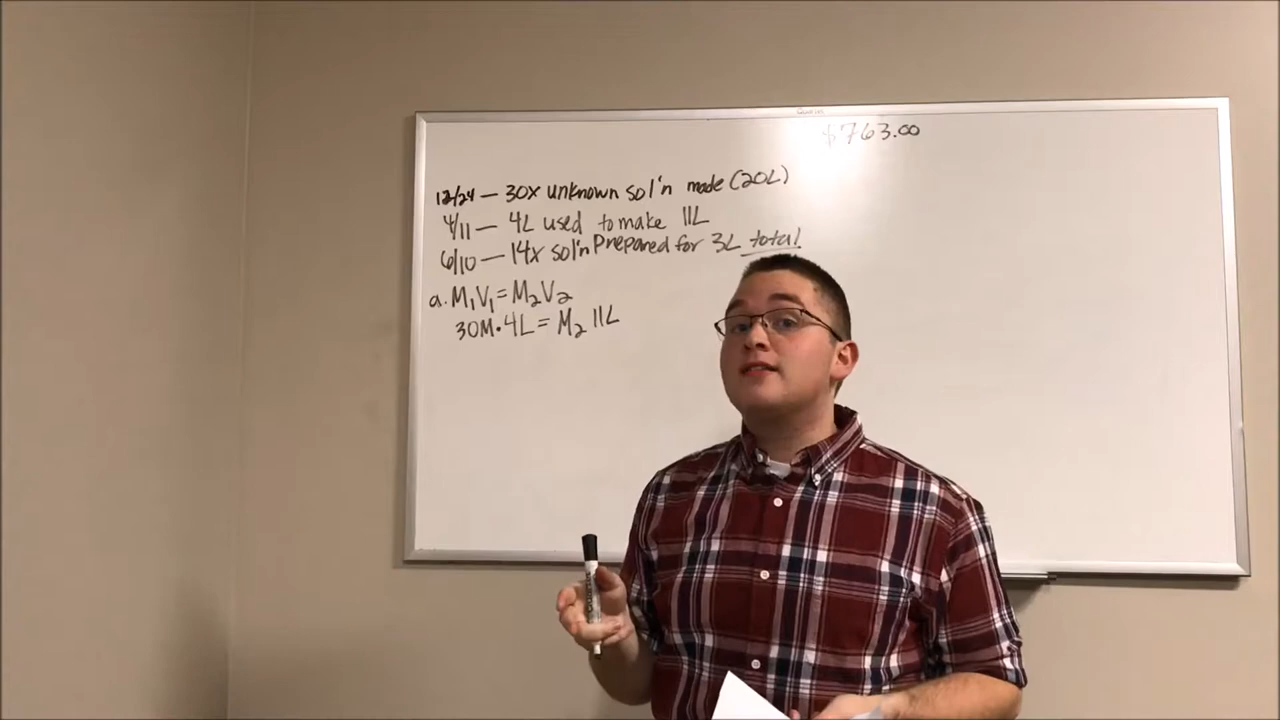 $763.00
12/24 — 30x unknown sol'n made (20L)
4/11 — 4L used to make 11L
6/10 — 14x sol'n Prepared for 3L total
a. M₁V₁ = M₂V₂
30M • 4L = M₂ 11L